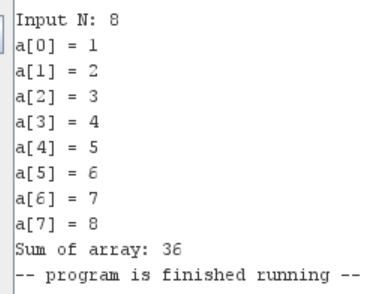 Input N: 8
a[0] = 1
a[1] = 2
a[2] = 3
a[3] = 4
a[4] = 5
a[5] = 6
a[6] = 7
a[7] = 8
Sum of array: 36
-- program is finished running --